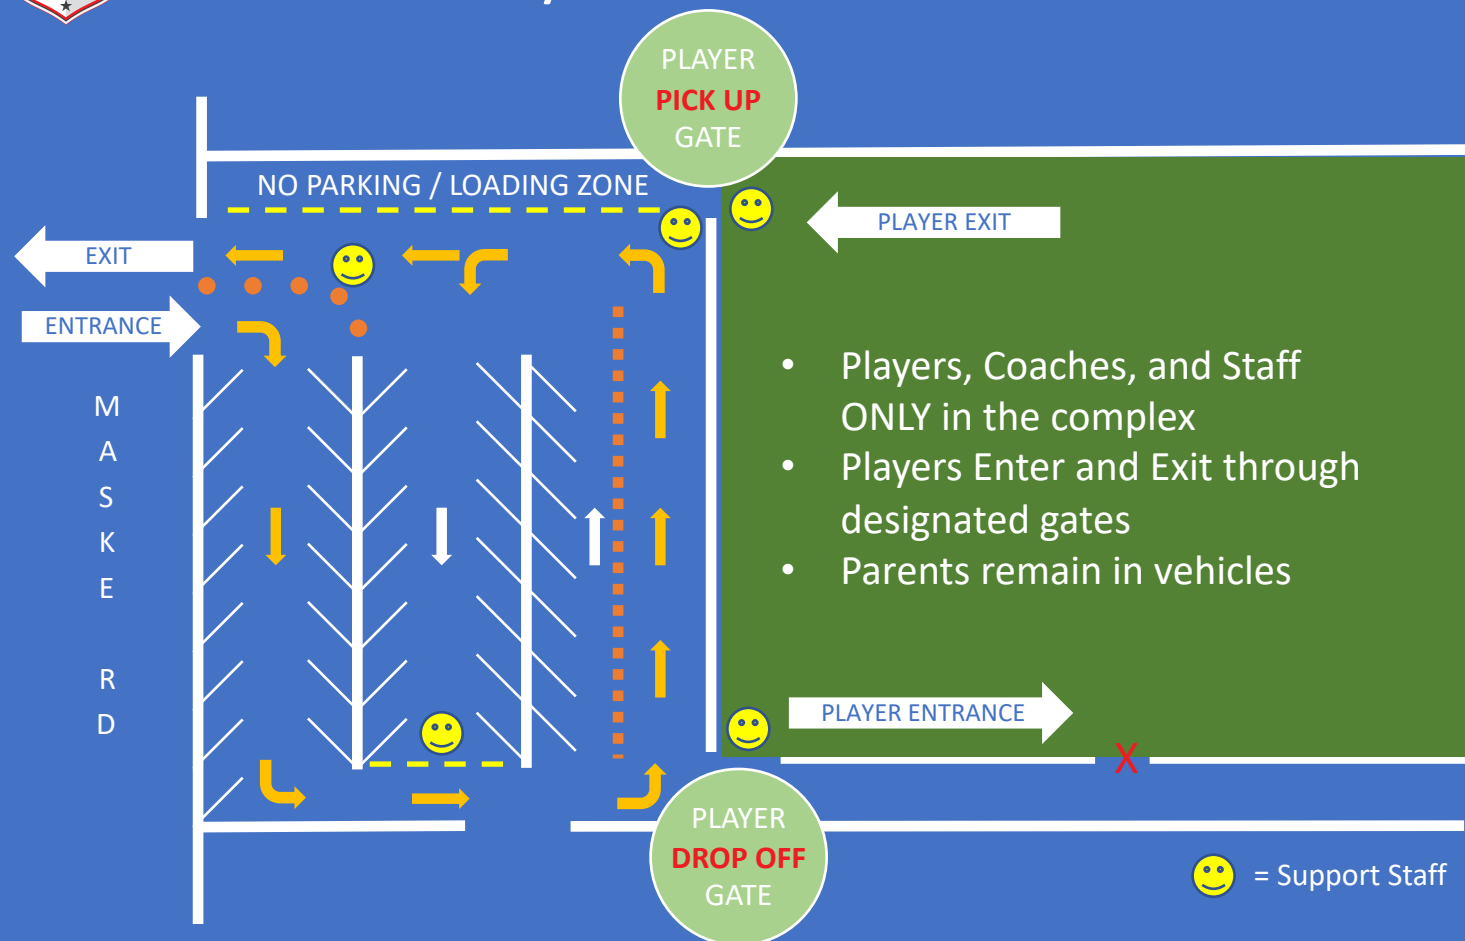 PLAYER
PICK UP
GATE
NO PARKING / LOADING ZONE
PLAYER EXIT
EXIT
ENTRANCE
M
A
S
K
E
R
D
• Players, Coaches, and Staff
ONLY in the complex
• Players Enter and Exit through
designated gates
• Parents remain in vehicles
PLAYER ENTRANCE
X
PLAYER
DROP OFF
GATE
= Support Staff